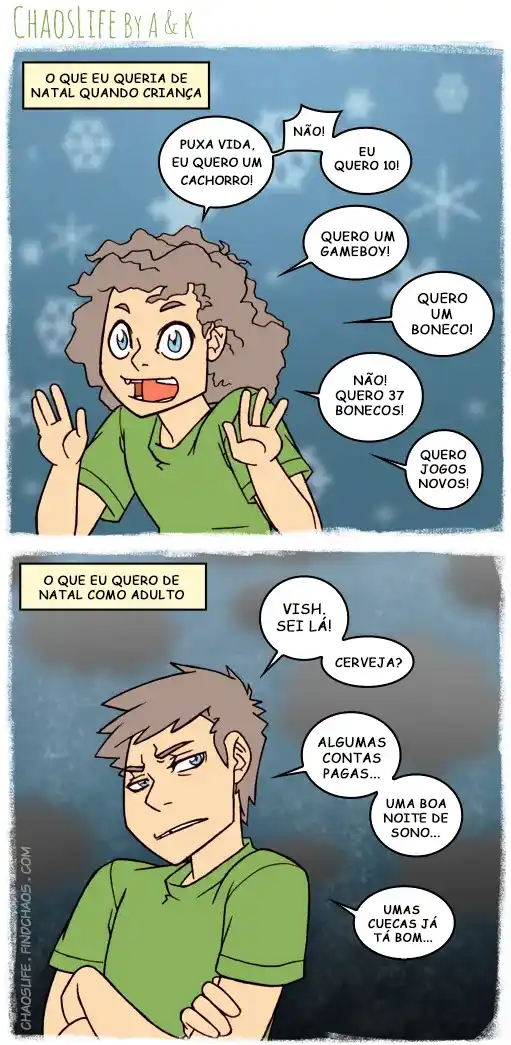 CHAOSLIFE BY A & K
O QUE EU QUERIA DE
NATAL QUANDO CRIANÇA
PUXA VIDA,
EU QUERO UM
CACHORRO!
NÃO!
EU
QUERO 10!
QUERO UM
GAMEBOY!
QUERO
UM
BONECO!
NÃO!
QUERO 37
BONECOS!
QUERO
JOGOS
NOVOS!
O QUE EU QUERO DE
NATAL COMO ADULTO
VISH,
SEI LÁ!
CERVEJA?
ALGUMAS
CONTAS
PAGAS...
UMA BOA
NOITE DE
SONO...
UMAS
CUECAS JÁ
TÁ BOM...
CHAOSLIFE.FINDCHAOS.COM